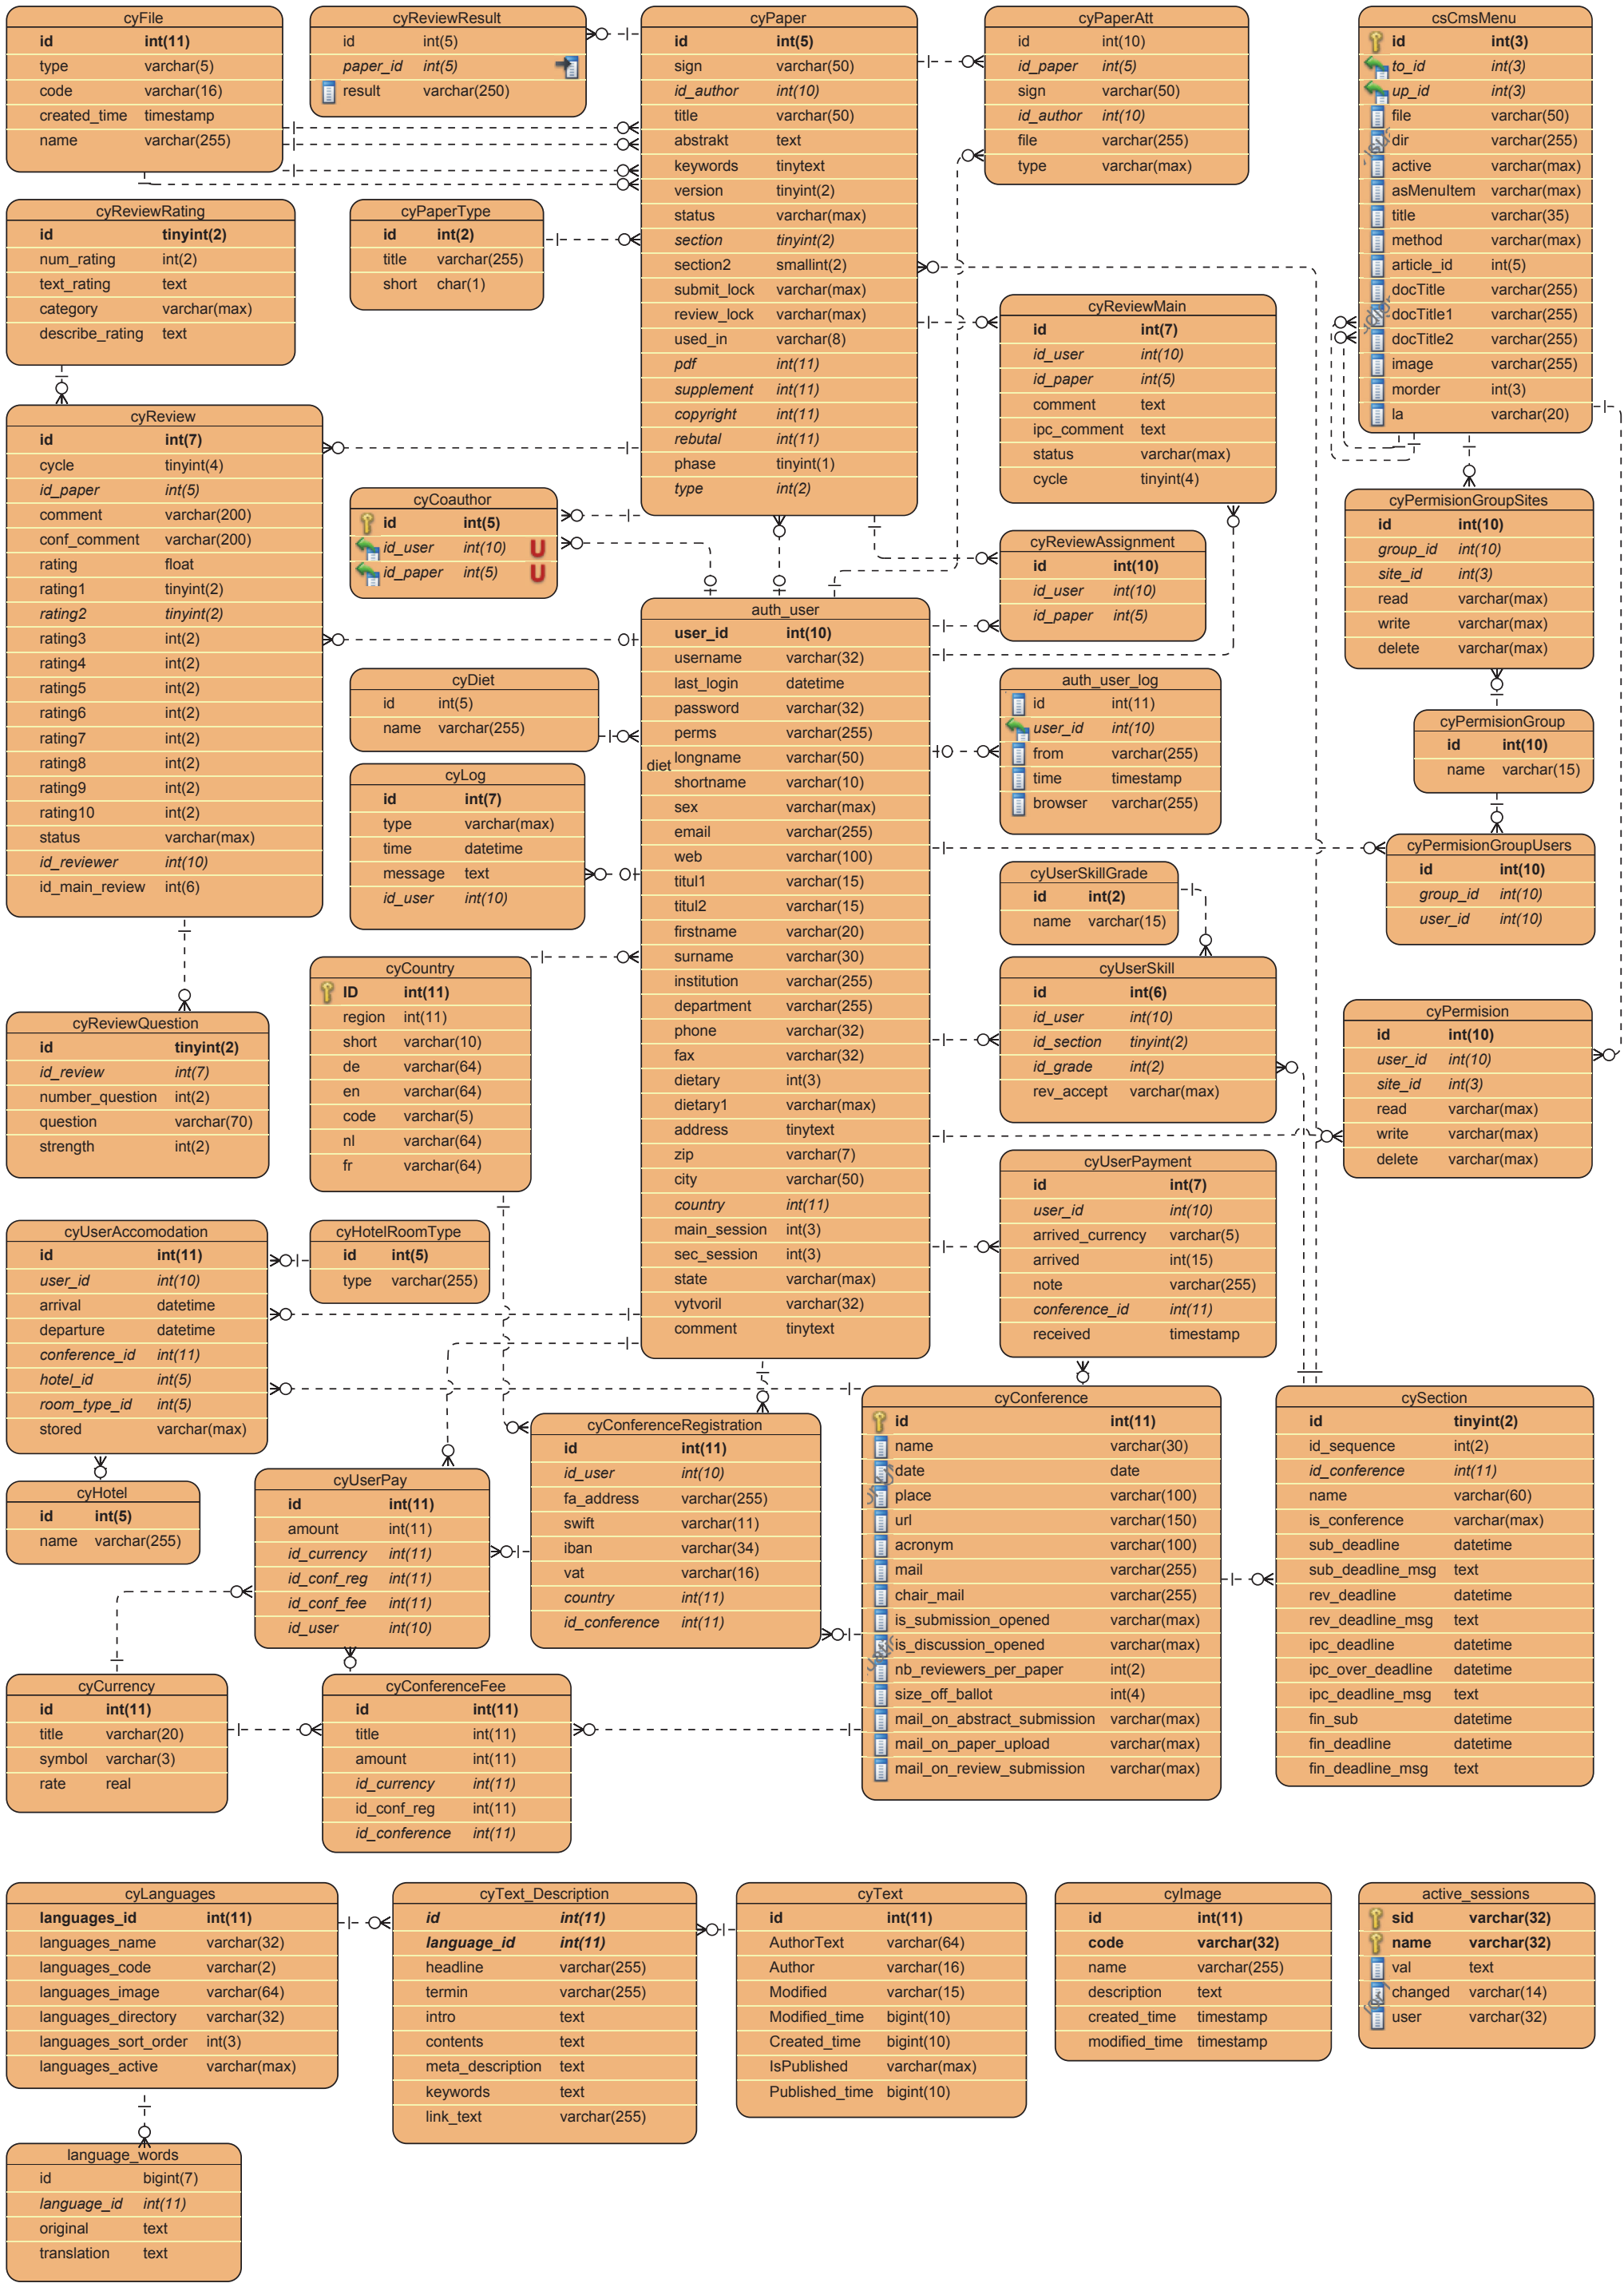 cyFile
id int(11)
type varchar(5)
code varchar(16)
created_time timestamp
name varchar(255)
cyReviewResult
id int(5)
paper_id int(5)
result varchar(250)
cyPaper
id int(5)
sign varchar(50)
id_author int(10)
title varchar(50)
abstrakt text
keywords tinytext
version tinyint(2)
status varchar(max)
section tinyint(2)
section2 smallint(2)
submit_lock varchar(max)
review_lock varchar(max)
used_in varchar(8)
pdf int(11)
supplement int(11)
copyright int(11)
rebutal int(11)
phase tinyint(1)
type int(2)
cyPaperAtt
id int(10)
id_paper int(5)
sign varchar(50)
id_author int(10)
file varchar(255)
type varchar(max)
csCmsMenu
id int(3)
to_id int(3)
up_id int(3)
file varchar(50)
dir varchar(255)
active varchar(max)
asMenuItem varchar(max)
title varchar(35)
method varchar(max)
article_id int(5)
docTitle varchar(255)
docTitle1 varchar(255)
docTitle2 varchar(255)
image varchar(255)
morder int(3)
la varchar(20)
cyReviewRating
id tinyint(2)
num_rating int(2)
text_rating text
category varchar(max)
describe_rating text
cyPaperType
id int(2)
title varchar(255)
short char(1)
cyReviewMain
id int(7)
id_user int(10)
id_paper int(5)
comment text
ipc_comment text
status varchar(max)
cycle tinyint(4)
cyReview
id int(7)
cycle tinyint(4)
id_paper int(5)
comment varchar(200)
conf_comment varchar(200)
rating float
rating1 tinyint(2)
rating2 tinyint(2)
rating3 int(2)
rating4 int(2)
rating5 int(2)
rating6 int(2)
rating7 int(2)
rating8 int(2)
rating9 int(2)
rating10 int(2)
status varchar(max)
id_reviewer int(10)
id_main_review int(6)
cyCoauthor
id int(5)
id_user int(10) U
id_paper int(5) U
cyReviewAssignment
id int(10)
id_user int(10)
id_paper int(5)
cyPermisionGroupSites
id int(10)
group_id int(10)
site_id int(3)
read varchar(max)
write varchar(max)
delete varchar(max)
auth_user
user_id int(10)
username varchar(32)
last_login datetime
password varchar(32)
perms varchar(255)
diet
longname varchar(50)
shortname varchar(10)
sex varchar(max)
email varchar(255)
web varchar(100)
titul1 varchar(15)
titul2 varchar(15)
firstname varchar(20)
surname varchar(30)
institution varchar(255)
department varchar(255)
phone varchar(32)
fax varchar(32)
dietary int(3)
dietary1 varchar(max)
address tinytext
zip varchar(7)
city varchar(50)
country int(11)
main_session int(3)
sec_session int(3)
state varchar(max)
vytvoril varchar(32)
comment tinytext
cyDiet
id int(5)
name varchar(255)
cyLog
id int(7)
type varchar(max)
time datetime
message text
id_user int(10)
auth_user_log
id int(11)
user_id int(10)
from varchar(255)
time timestamp
browser varchar(255)
cyPermisionGroup
id int(10)
name varchar(15)
cyPermisionGroupUsers
id int(10)
group_id int(10)
user_id int(10)
cyUserSkillGrade
id int(2)
name varchar(15)
cyUserSkill
id int(6)
id_user int(10)
id_section tinyint(2)
id_grade int(2)
rev_accept varchar(max)
cyPermision
id int(10)
user_id int(10)
site_id int(3)
read varchar(max)
write varchar(max)
delete varchar(max)
cyReviewQuestion
id tinyint(2)
id_review int(7)
number_question int(2)
question varchar(70)
strength int(2)
cyCountry
ID int(11)
region int(11)
short varchar(10)
de varchar(64)
en varchar(64)
code varchar(5)
nl varchar(64)
fr varchar(64)
cyUserPayment
id int(7)
user_id int(10)
arrived_currency varchar(5)
arrived int(15)
note varchar(255)
conference_id int(11)
received timestamp
cyUserAccomodation
id int(11)
user_id int(10)
arrival datetime
departure datetime
conference_id int(11)
hotel_id int(5)
room_type_id int(5)
stored varchar(max)
cyHotelRoomType
id int(5)
type varchar(255)
cyHotel
id int(5)
name varchar(255)
cyUserPay
id int(11)
amount int(11)
id_currency int(11)
id_conf_reg int(11)
id_conf_fee int(11)
id_user int(10)
cyConferenceRegistration
id int(11)
id_user int(10)
fa_address varchar(255)
swift varchar(11)
iban varchar(34)
vat varchar(16)
country int(11)
id_conference int(11)
cyConference
id int(11)
name varchar(30)
date date
place varchar(100)
url varchar(150)
acronym varchar(100)
mail varchar(255)
chair_mail varchar(255)
is_submission_opened varchar(max)
is_discussion_opened varchar(max)
nb_reviewers_per_paper int(2)
size_off_ballot int(4)
mail_on_abstract_submission varchar(max)
mail_on_paper_upload varchar(max)
mail_on_review_submission varchar(max)
cySection
id tinyint(2)
id_sequence int(2)
id_conference int(11)
name varchar(60)
is_conference varchar(max)
sub_deadline datetime
sub_deadline_msg text
rev_deadline datetime
rev_deadline_msg text
ipc_deadline datetime
ipc_over_deadline datetime
ipc_deadline_msg text
fin_sub datetime
fin_deadline datetime
fin_deadline_msg text
cyCurrency
id int(11)
title varchar(20)
symbol varchar(3)
rate real
cyConferenceFee
id int(11)
title int(11)
amount int(11)
id_currency int(11)
id_conf_reg int(11)
id_conference int(11)
cyLanguages
languages_id int(11)
languages_name varchar(32)
languages_code varchar(2)
languages_image varchar(64)
languages_directory varchar(32)
languages_sort_order int(3)
languages_active varchar(max)
cyText_Description
id int(11)
language_id int(11)
headline varchar(255)
termin varchar(255)
intro text
contents text
meta_description text
keywords text
link_text varchar(255)
cyText
id int(11)
AuthorText varchar(64)
Author varchar(16)
Modified varchar(15)
Modified_time bigint(10)
Created_time bigint(10)
IsPublished varchar(max)
Published_time bigint(10)
cyImage
id int(11)
code varchar(32)
name varchar(255)
description text
created_time timestamp
modified_time timestamp
active_sessions
sid varchar(32)
name varchar(32)
val text
changed varchar(14)
user varchar(32)
language_words
id bigint(7)
language_id int(11)
original text
translation text